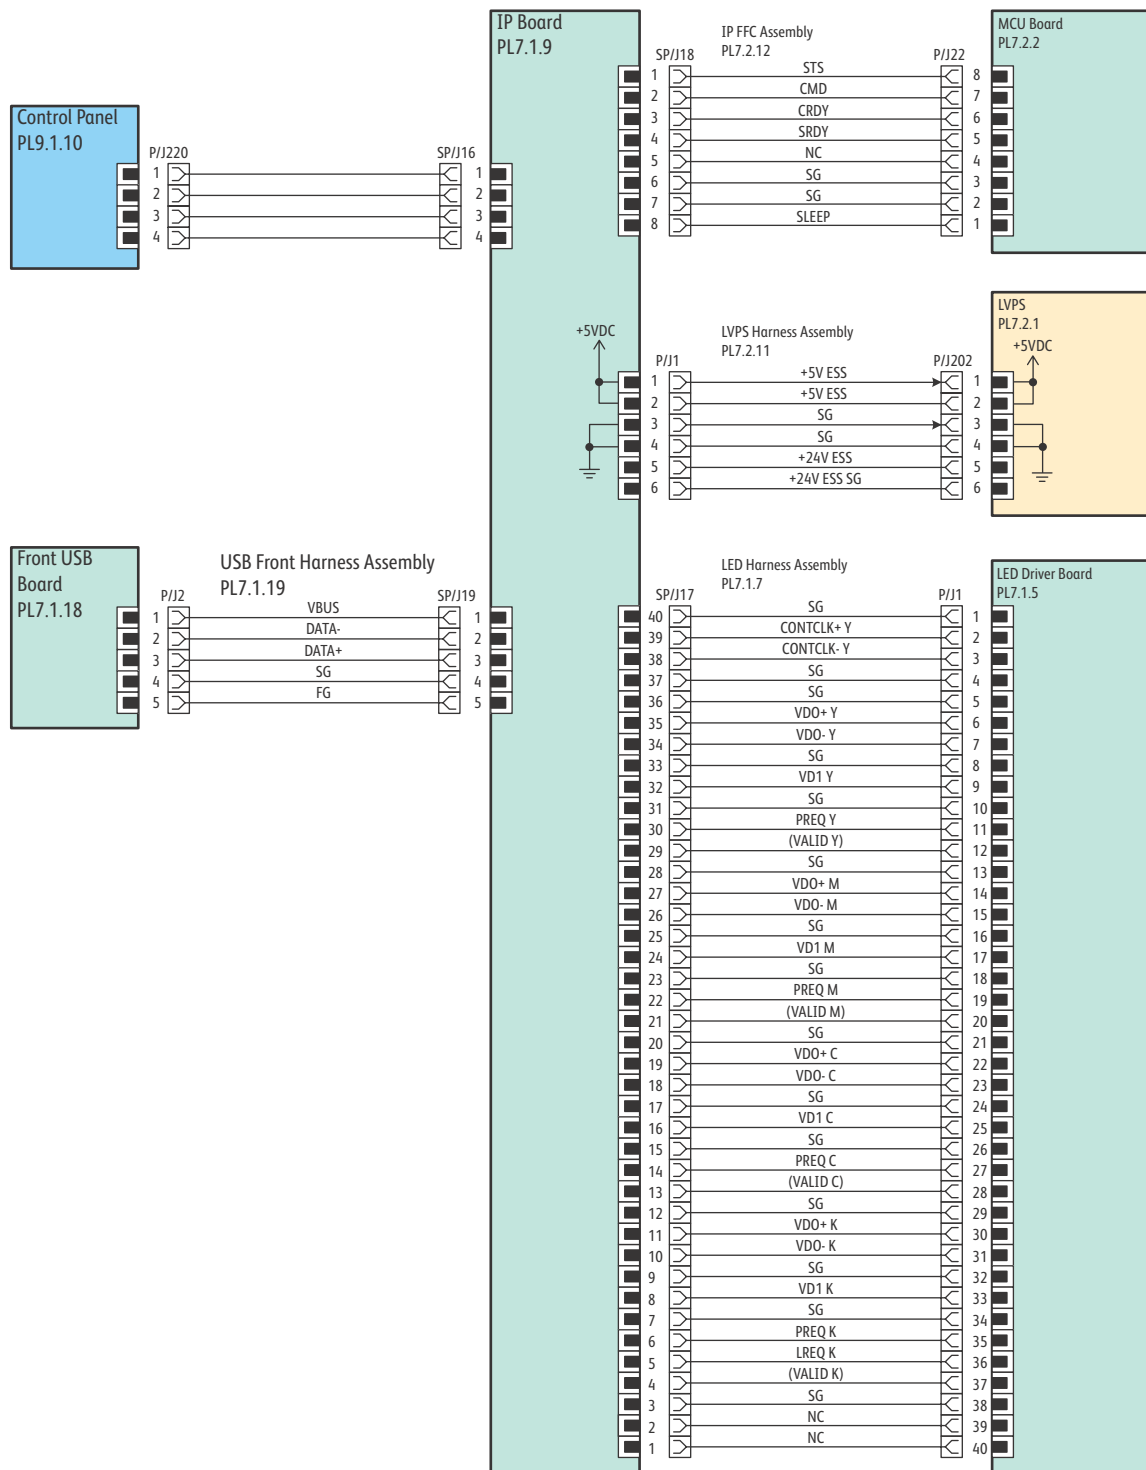 IP Board
PL7.1.9
Control Panel
PL9.1.10
P/J220 SP/J16
1 1
2 2
3 3
4 4
IP FFC Assembly
PL7.2.12
MCU Board
PL7.2.2
SP/J18 P/J22
1 STS 8
2 CMD 7
3 CRDY 6
4 SRDY 5
5 NC 4
6 SG 3
7 SG 2
8 SLEEP 1
LVPS Harness Assembly
PL7.2.11
LVPS
PL7.2.1
+5VDC +5VDC
P/J1 P/J202
1 +5V ESS 1
2 +5V ESS 2
3 SG 3
4 SG 4
5 +24V ESS 5
6 +24V ESS SG 6
Front USB
Board
PL7.1.18
USB Front Harness Assembly
PL7.1.19
P/J2 SP/J19
1 VBUS 1
2 DATA- 2
3 DATA+ 3
4 SG 4
5 FG 5
LED Harness Assembly
PL7.1.7
LED Driver Board
PL7.1.5
SP/J17 P/J1
40 SG 1
39 CONTCLK+ Y 2
38 CONTCLK- Y 3
37 SG 4
36 SG 5
35 VDO+ Y 6
34 VDO- Y 7
33 SG 8
32 VD1 Y 9
31 SG 10
30 PREQ Y 11
29 (VALID Y) 12
28 SG 13
27 VDO+ M 14
26 VDO- M 15
25 SG 16
24 VD1 M 17
23 SG 18
22 PREQ M 19
21 (VALID M) 20
20 SG 21
19 VDO+ C 22
18 VDO- C 23
17 SG 24
16 VD1 C 25
15 SG 26
14 PREQ C 27
13 (VALID C) 28
12 SG 29
11 VDO+ K 30
10 VDO- K 31
9 SG 32
8 VD1 K 33
7 SG 34
6 PREQ K 35
5 LREQ K 36
4 (VALID K) 37
3 SG 38
2 NC 39
1 NC 40